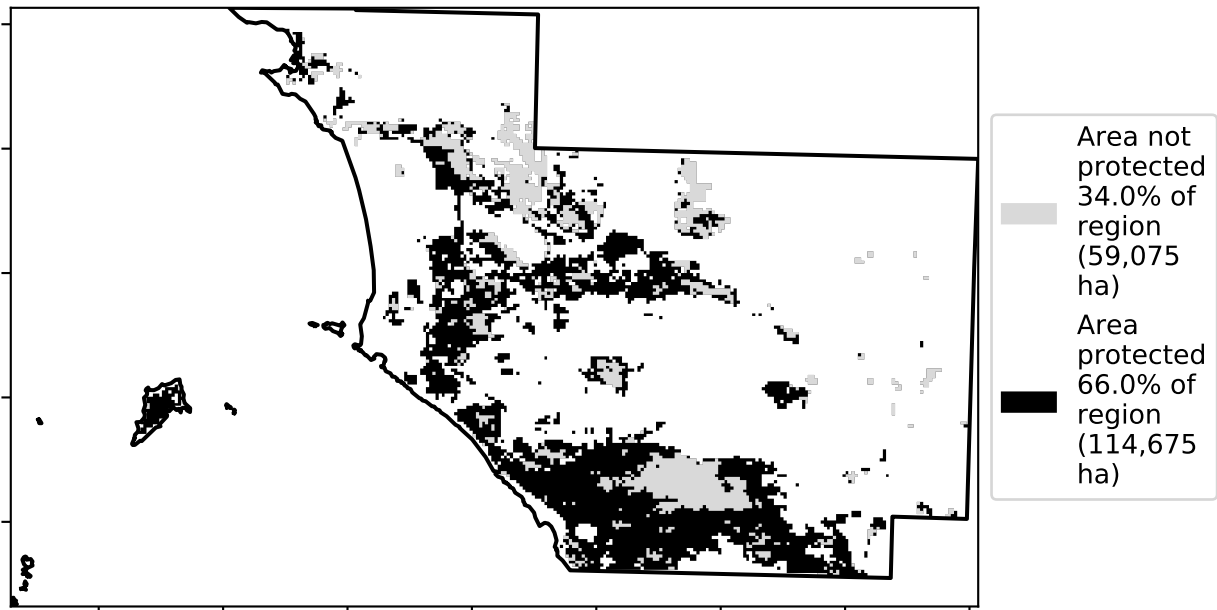 Area not
protected
34.0% of
region
(59,075
ha)
Area
protected
66.0% of
region
(114,675
ha)